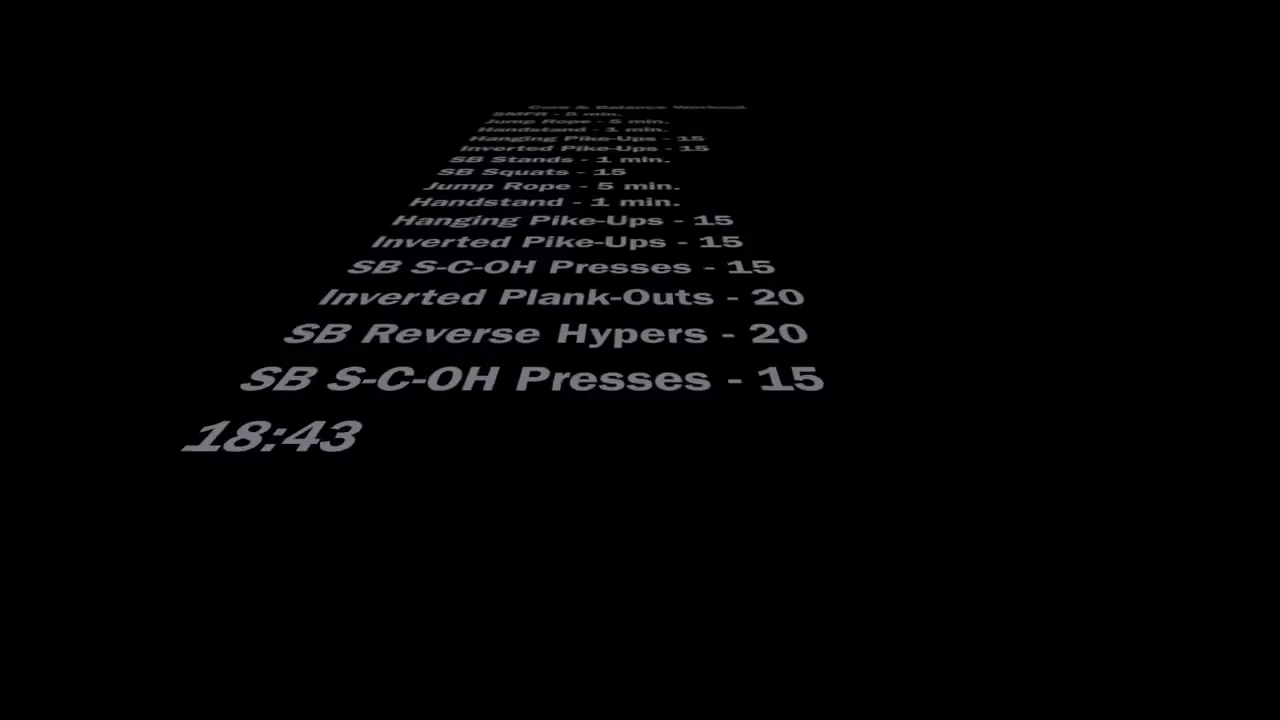 Core & Balance Workout
SMFR - 5 min.
Jump Rope - 5 min.
Handstand - 1 min.
Hanging Pike-Ups - 15
Inverted Pike-Ups - 15
SB Stands - 1 min.
SB Squats - 15
Jump Rope - 5 min.
Handstand - 1 min.
Hanging Pike-Ups - 15
Inverted Pike-Ups - 15
SB S-C-OH Presses - 15
Inverted Plank-Outs - 20
SB Reverse Hypers - 20
SB S-C-OH Presses - 15
18:43